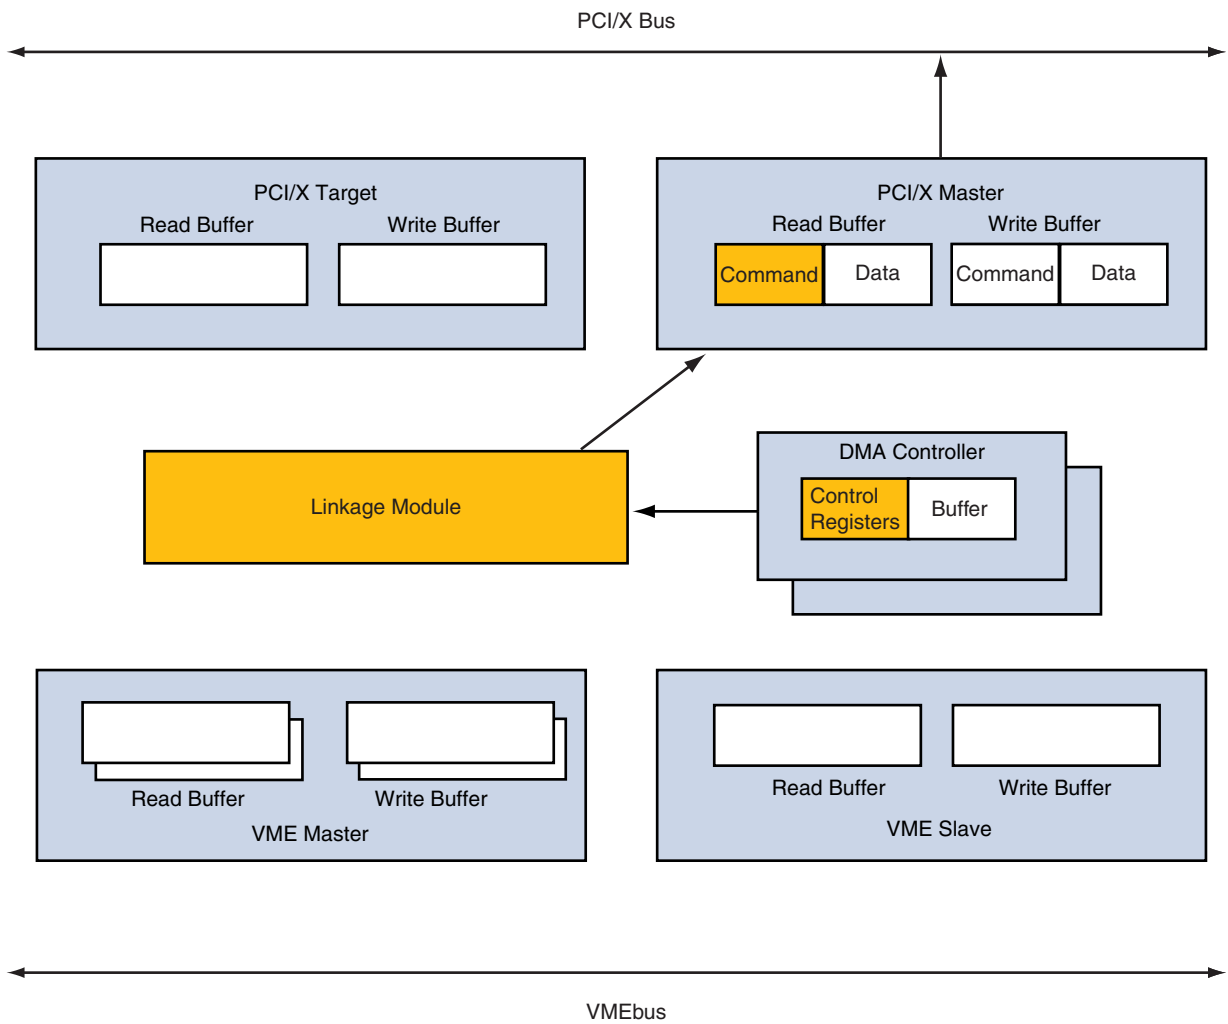 PCI/X Bus
PCI/X Target
Read Buffer
Write Buffer
PCI/X Master
Read Buffer
Write Buffer
Command
Data
Command
Data
Linkage Module
DMA Controller
Control
Registers
Buffer
Read Buffer
Write Buffer
VME Master
Read Buffer
Write Buffer
VME Slave
VMEbus